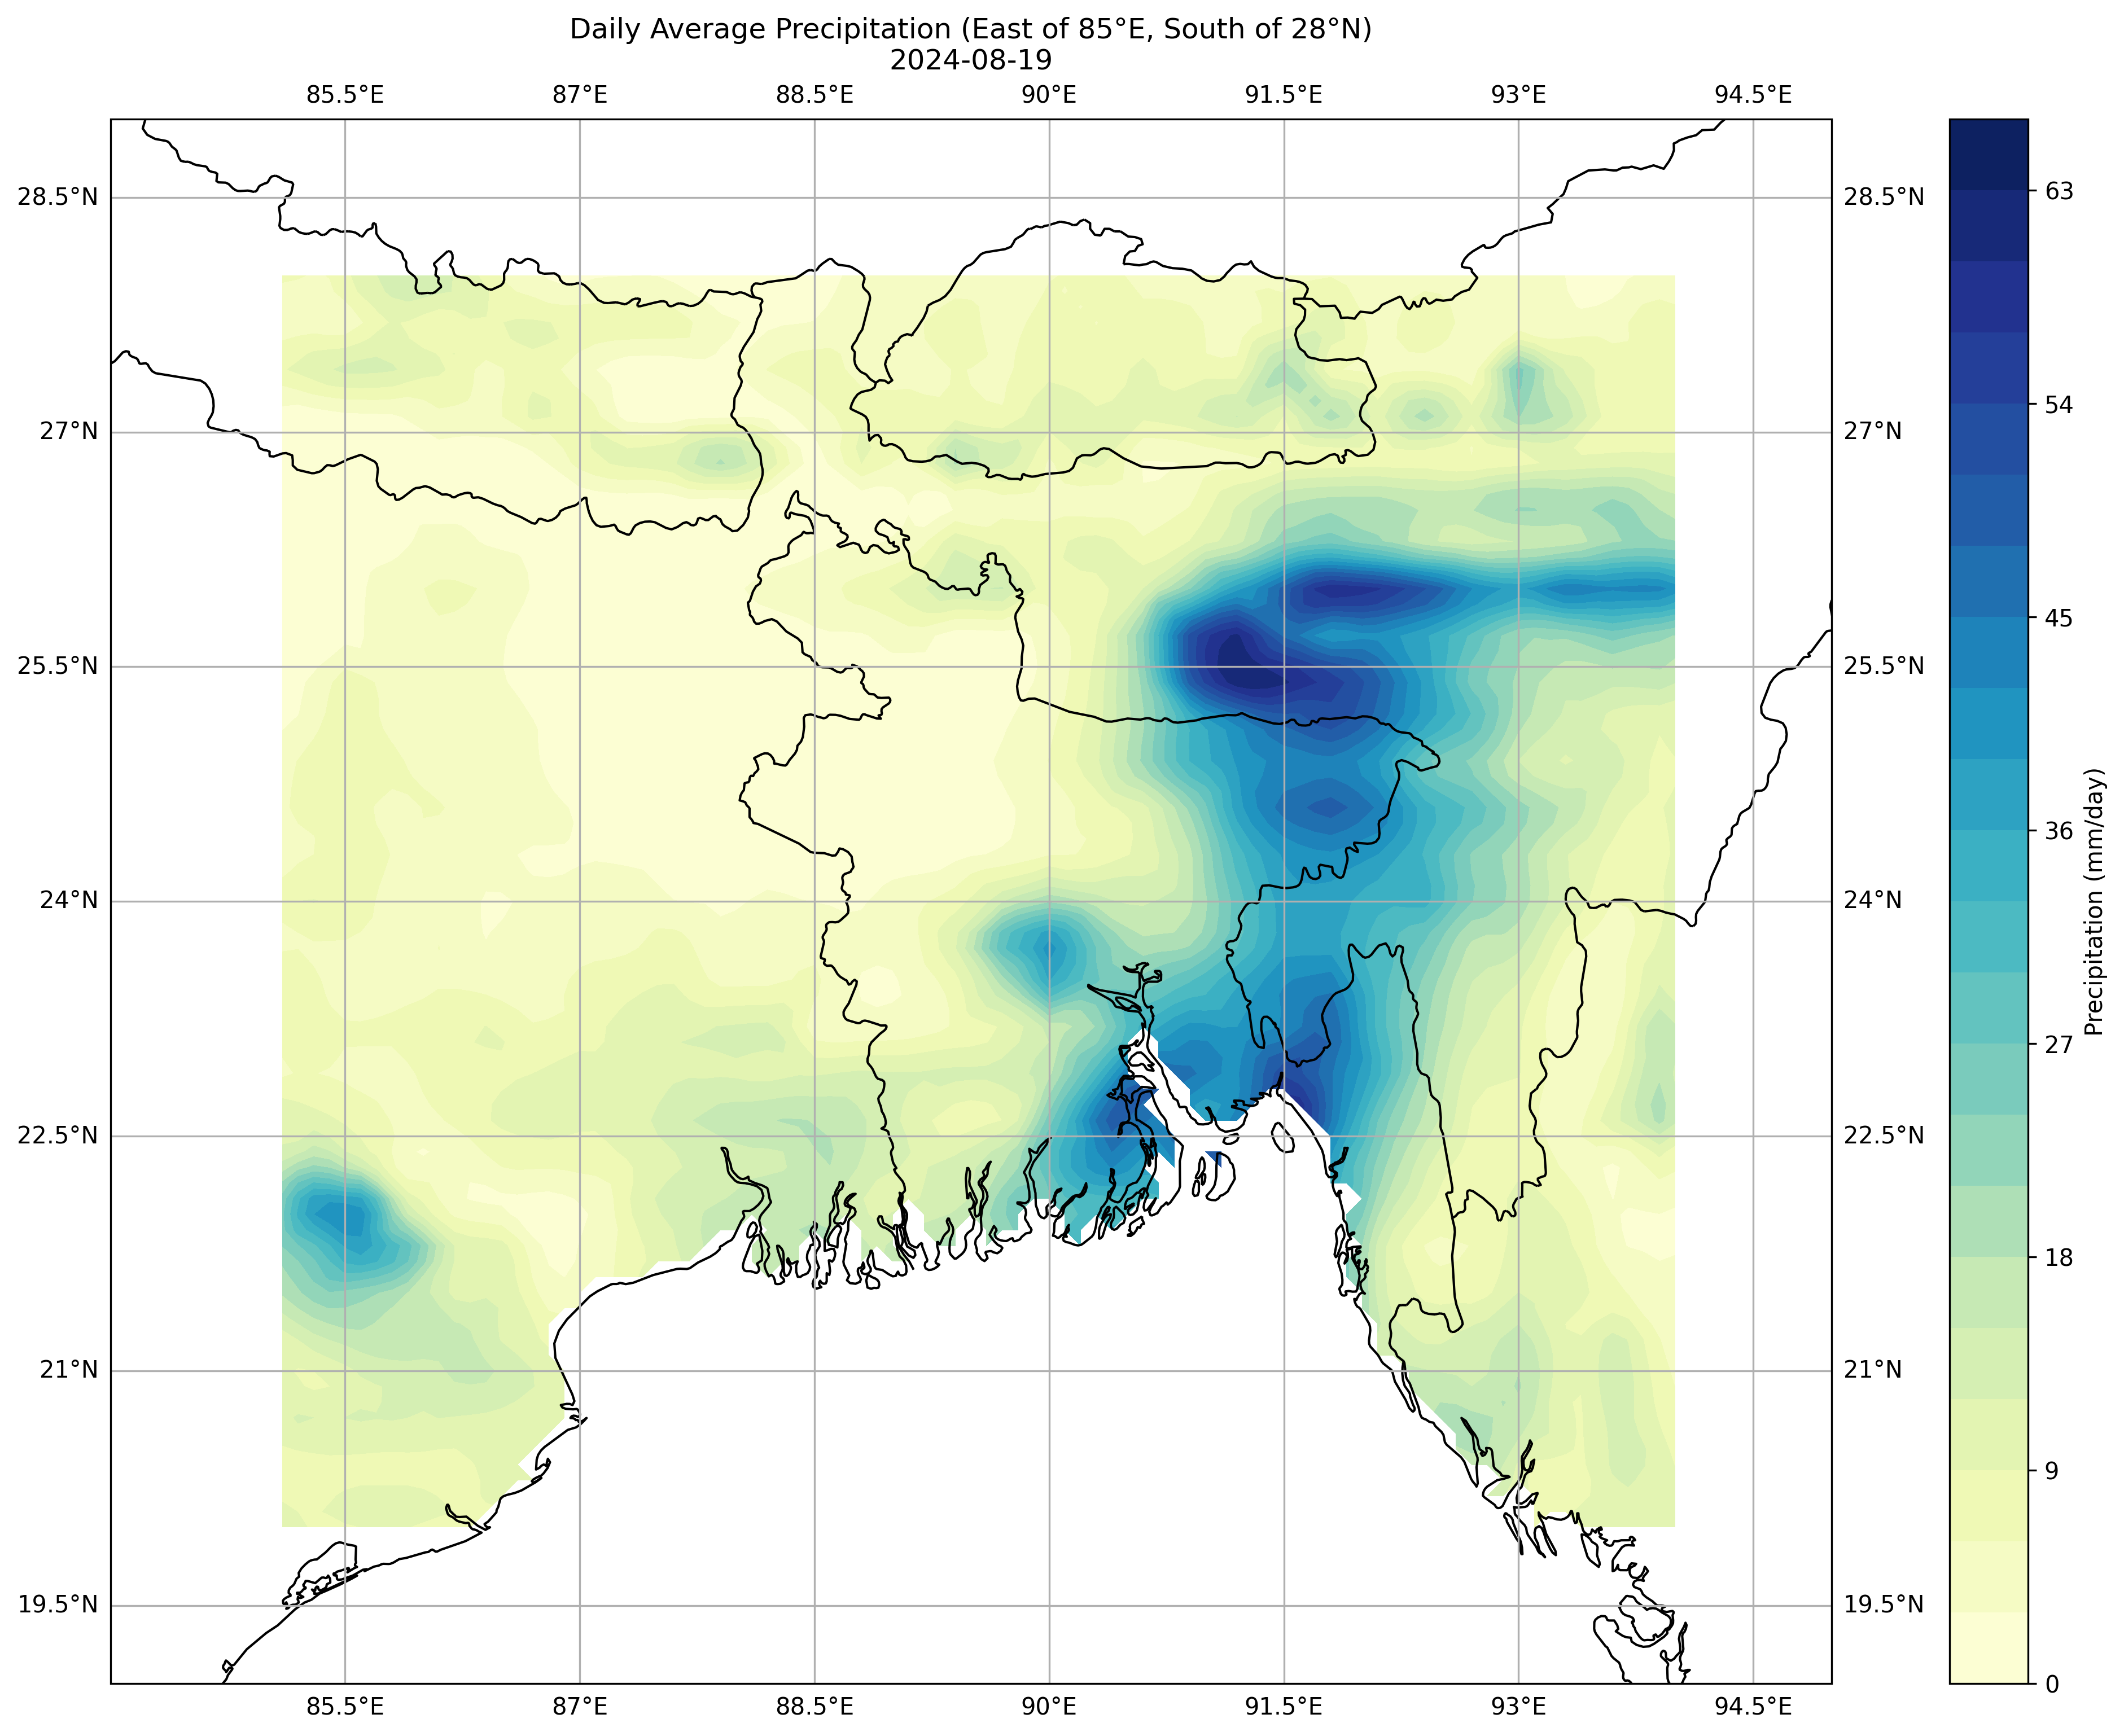 Daily Average Precipitation (East of 85°E, South of 28°N)
2024-08-19
85.5°E 87°E 88.5°E 90°E 91.5°E 93°E 94.5°E
28.5°N 28.5°N 63
27°N 27°N 54
25.5°N 25.5°N 45
24°N 24°N 36
22.5°N 22.5°N 27
21°N 21°N 18
19.5°N 19.5°N 9
0
Precipitation (mm/day)
85.5°E 87°E 88.5°E 90°E 91.5°E 93°E 94.5°E